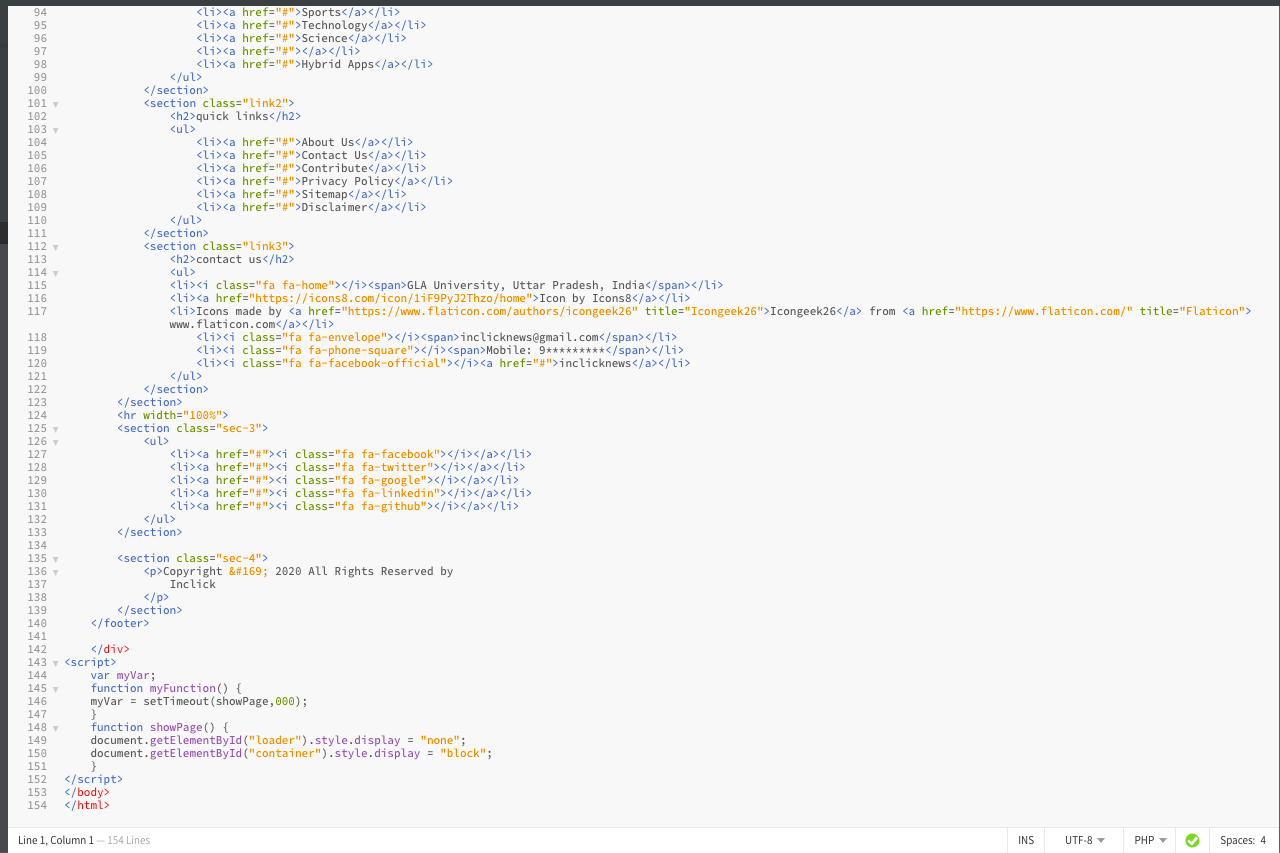 94 <li><a href="#">Sports</a></li>
95 <li><a href="#">Technology</a></li>
96 <li><a href="#">Science</a></li>
97 <li><a href="#"></a></li>
98 <li><a href="#">Hybrid Apps</a></li>
99 </ul>
100 </section>
101 <section class="link2">
102 <h2>quick links</h2>
103 <ul>
104 <li><a href="#">About Us</a></li>
105 <li><a href="#">Contact Us</a></li>
106 <li><a href="#">Contribute</a></li>
107 <li><a href="#">Privacy Policy</a></li>
108 <li><a href="#">Sitemap</a></li>
109 <li><a href="#">Disclaimer</a></li>
110 </ul>
111 </section>
112 <section class="link3">
113 <h2>contact us</h2>
114 <ul>
115 <li><i class="fa fa-home"></i><span>GLA University, Uttar Pradesh, India</span></li>
116 <li><a href="https://icons8.com/icon/1iF9PyJ2Thzo/home">Icon by Icons8</a></li>
117 <li>Icons made by <a href="https://www.flaticon.com/authors/icongeek26" title="Icongeek26">Icongeek26</a> from <a href="https://www.flaticon.com/" title="Flaticon">
www.flaticon.com</a></li>
118 <li><i class="fa fa-envelope"></i><span>inclicknews@gmail.com</span></li>
119 <li><i class="fa fa-phone-square"></i><span>Mobile: 9*********</span></li>
120 <li><i class="fa fa-facebook-official"></i><a href="#">inclicknews</a></li>
121 </ul>
122 </section>
123 </section>
124 <hr width="100%">
125 <section class="sec-3">
126 <ul>
127 <li><a href="#"><i class="fa fa-facebook"></i></a></li>
128 <li><a href="#"><i class="fa fa-twitter"></i></a></li>
129 <li><a href="#"><i class="fa fa-google"></i></a></li>
130 <li><a href="#"><i class="fa fa-linkedin"></i></a></li>
131 <li><a href="#"><i class="fa fa-github"></i></a></li>
132 </ul>
133 </section>
134
135 <section class="sec-4">
136 <p>Copyright &#169; 2020 All Rights Reserved by
137 Inclick
138 </p>
139 </section>
140 </footer>
141
142 </div>
143 <script>
144 var myVar;
145 function myFunction() {
146 myVar = setTimeout(showPage,000);
147 }
148 function showPage() {
149 document.getElementById("loader").style.display = "none";
150 document.getElementById("container").style.display = "block";
151 }
152 </script>
153 </body>
154 </html>
Line 1, Column 1 — 154 Lines INS UTF-8 PHP Spaces: 4